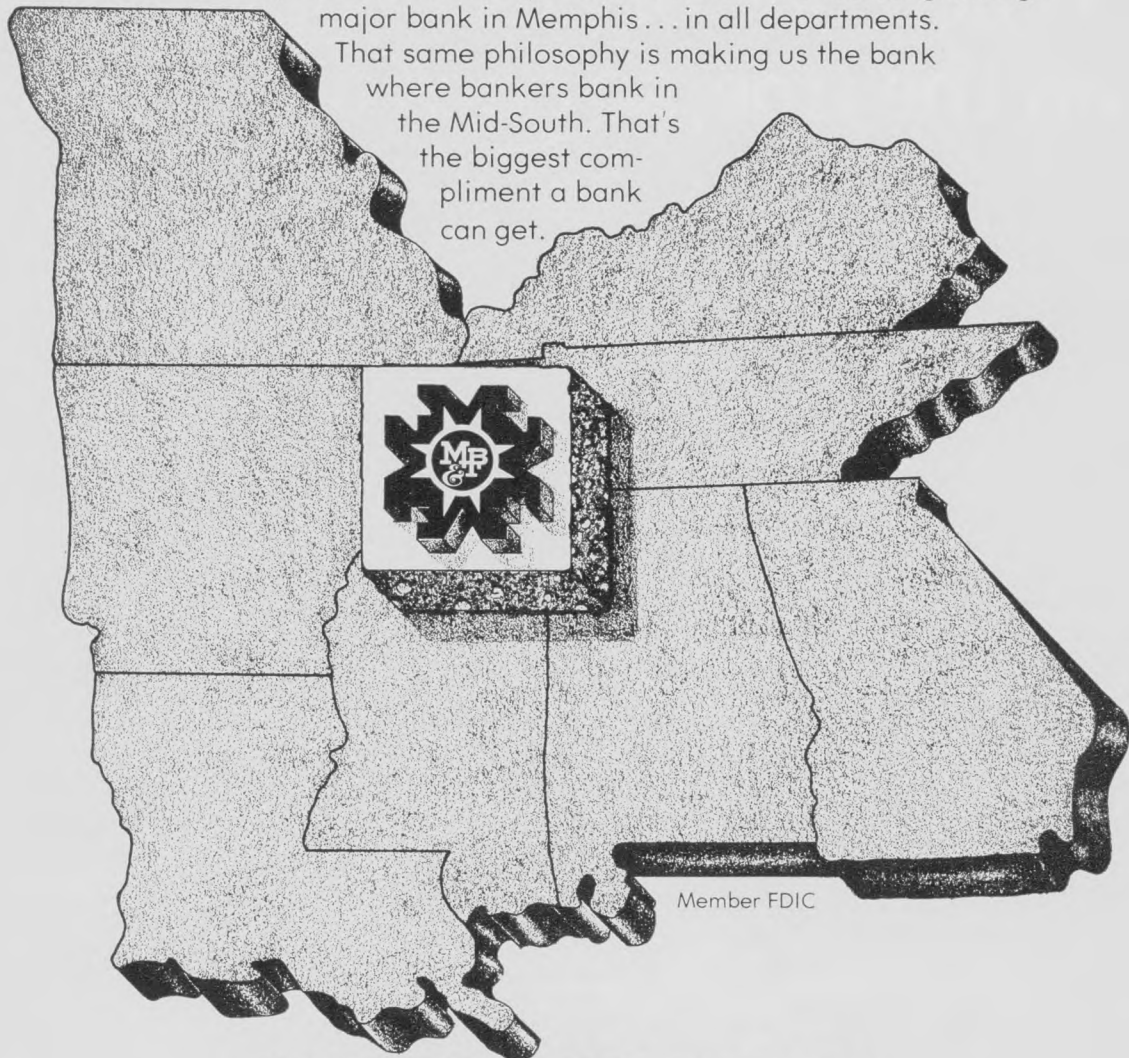 major bank in Memphis... in all departments.
That same philosophy is making us the bank
where bankers bank in
the Mid-South. That's
the biggest com-
pliment a bank
can get.
MB
&T
Member FDIC